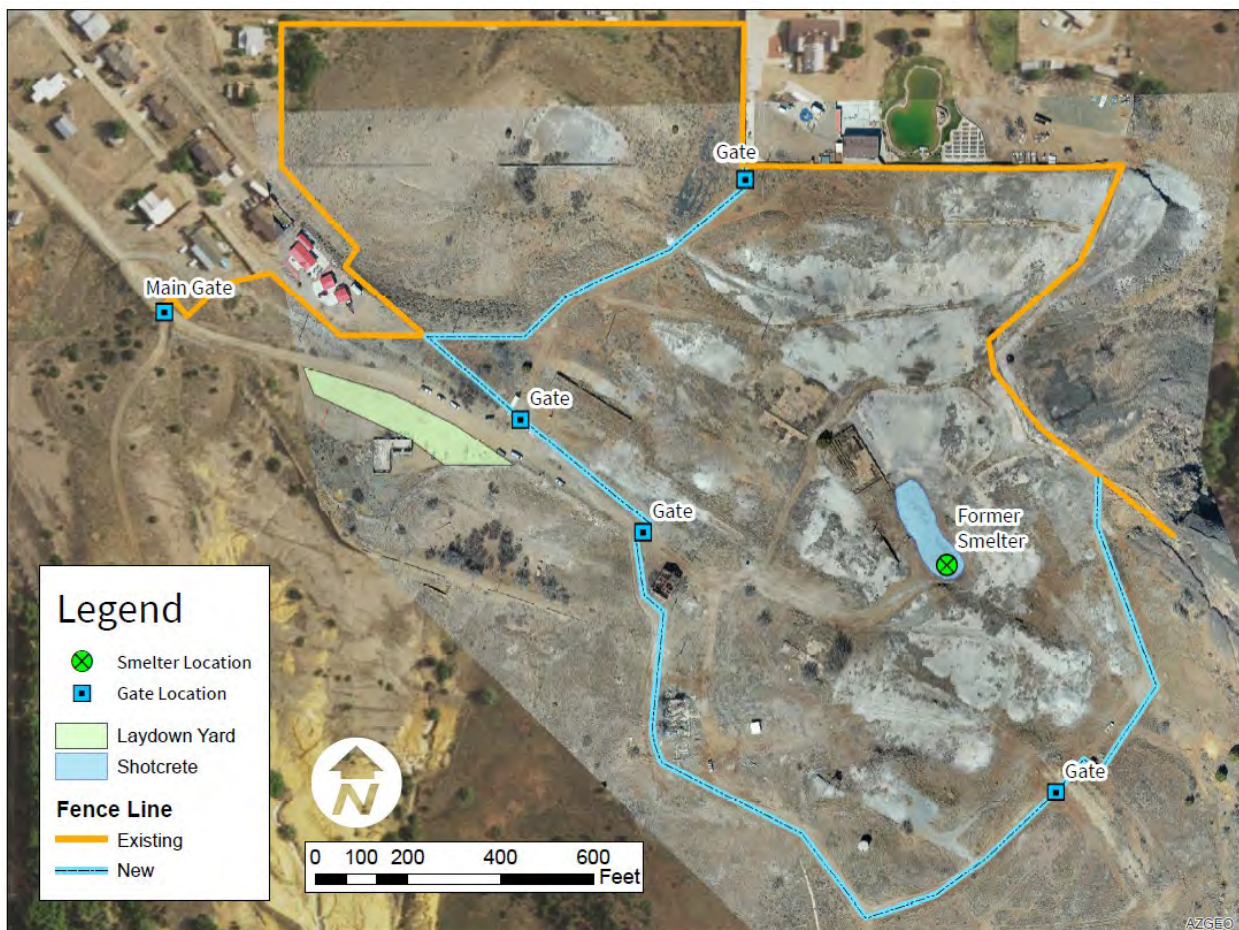 Gate
Main Gate
Gate
Gate
Former
Smelter
Gate
Legend
Smelter Location
Gate Location
Laydown Yard
Shotcrete
Fence Line
Existing
New
N
0 100 200 400 600
Feet
AZGEO